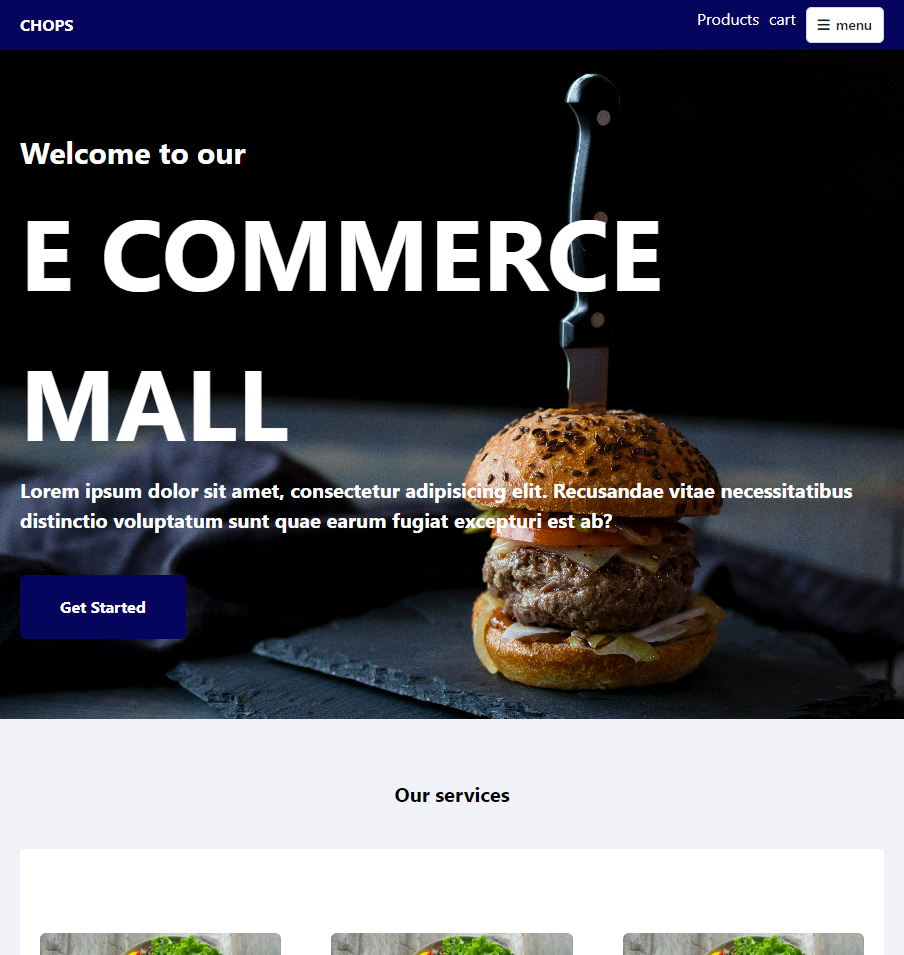 CHOPS
Products cart menu
Welcome to our
E COMMERCE
MALL
Lorem ipsum dolor sit amet, consectetur adipisicing elit. Recusandae vitae necessitatibus
distinctio voluptatum sunt quae earum fugiat excepturi est ab?
Get Started
Our services